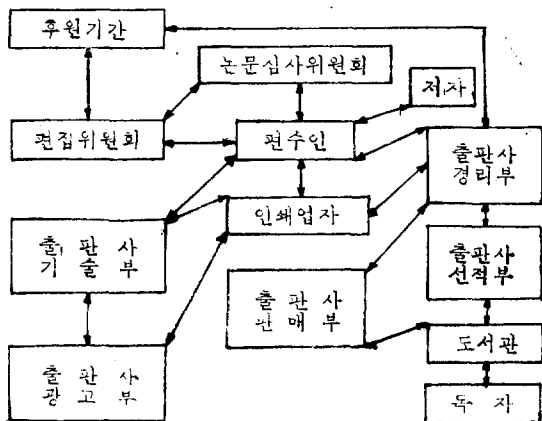 후원기간
논문심사위원회
저자
편집위원회
편수인
출판사
경리부
인쇄업자
출 판 사
기 술 부
출판사
선적부
출 판 사
판 매 부
도서관
출 판 사
광 고 부
독 자